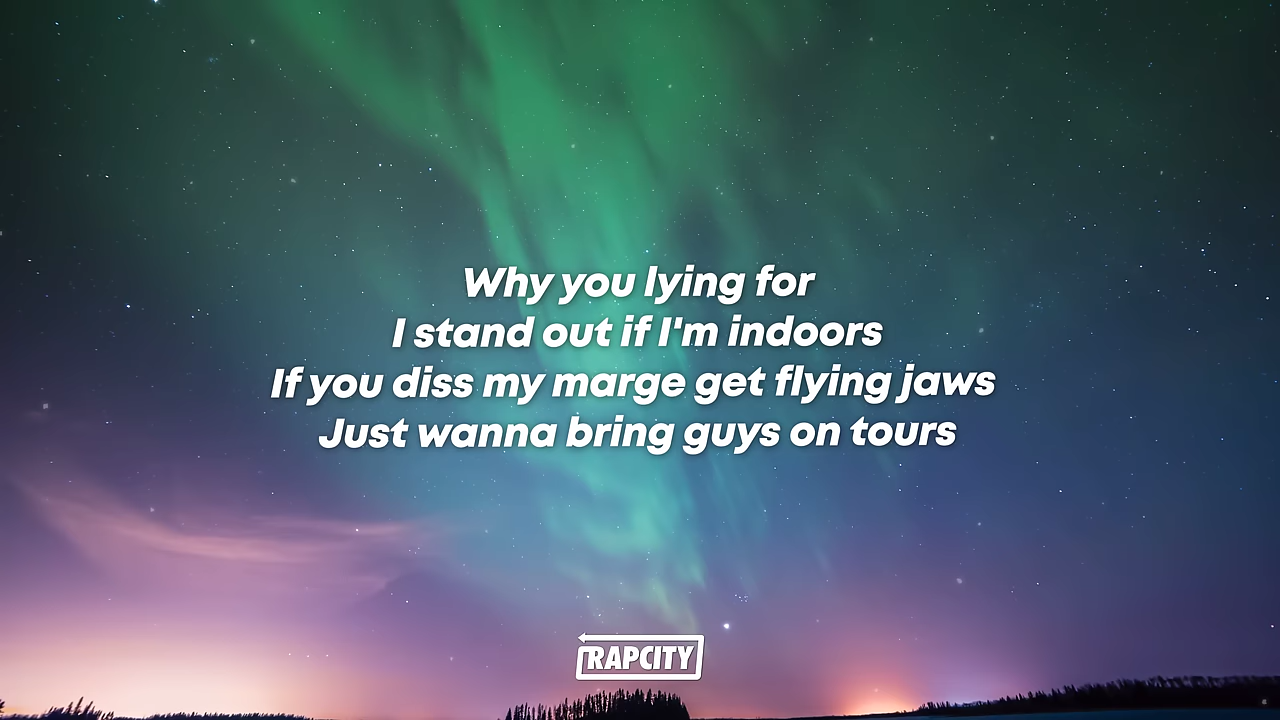 Why you lying for
I stand out if I'm indoors
If you diss my marge get flying jaws
Just wanna bring guys on tours
RAPCITY